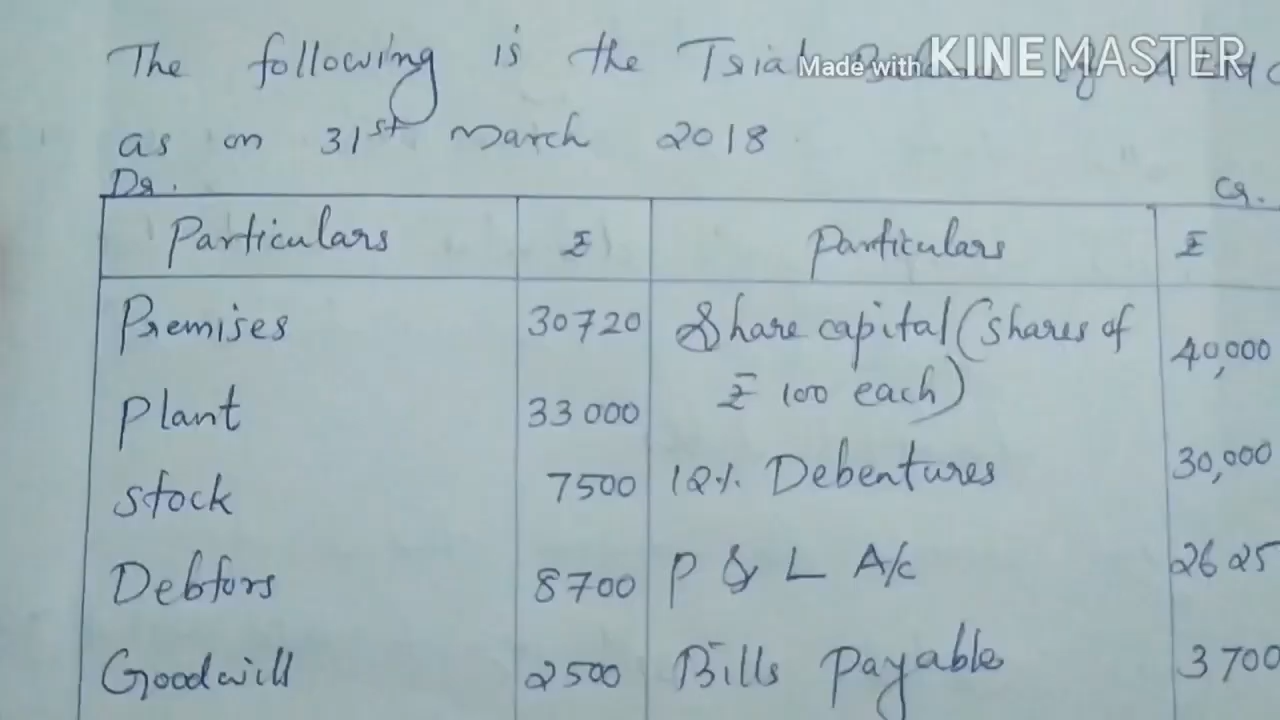 The following is the Trial of
Made with KINEMASTER
as on 31st March 2018
Dr. Cr.
Particulars ₹ Particulars ₹
Premises 30720 Share capital (shares of
₹ 100 each) 40,000
Plant 33000
Stock 7500 12% Debentures 30,000
Debtors 8700 P & L A/c 2625
Goodwill 2500 Bills Payable 3700